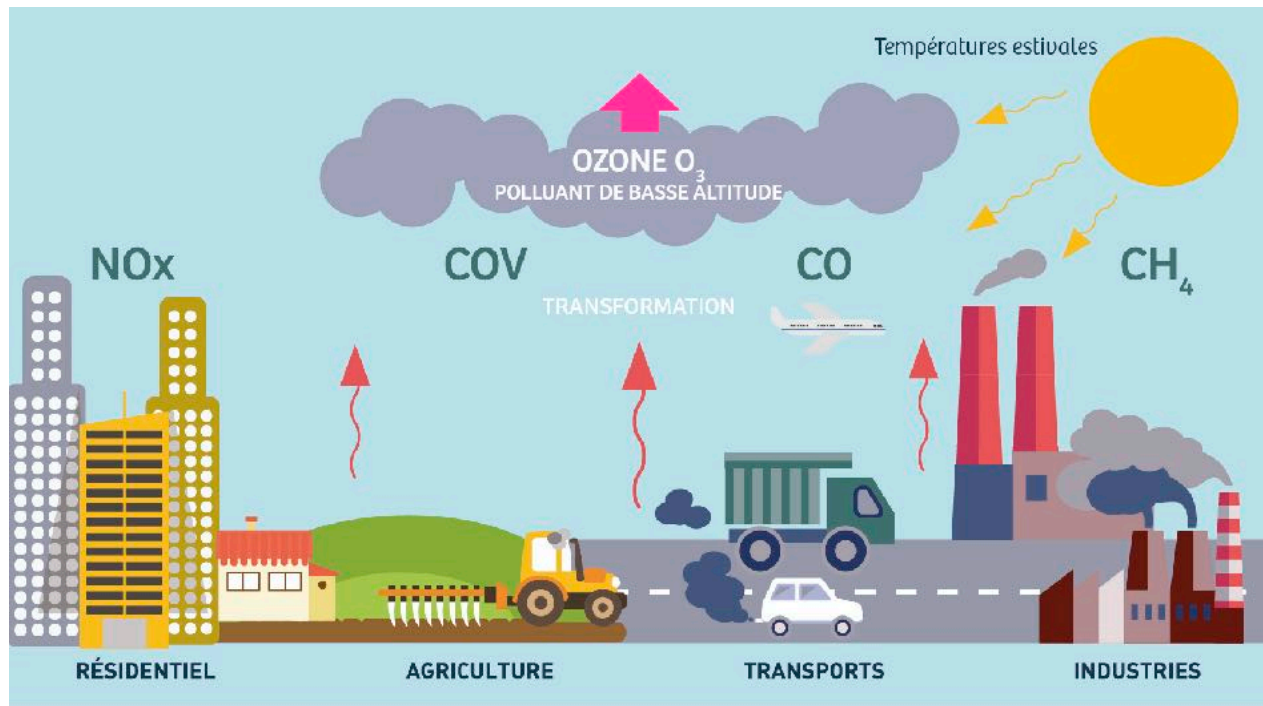 Températures estivales
OZONE O₃
POLLUANT DE BASSE ALTITUDE
NOx
COV
CO
CH₄
TRANSFORMATION
RÉSIDENTIEL
AGRICULTURE
TRANSPORTS
INDUSTRIES